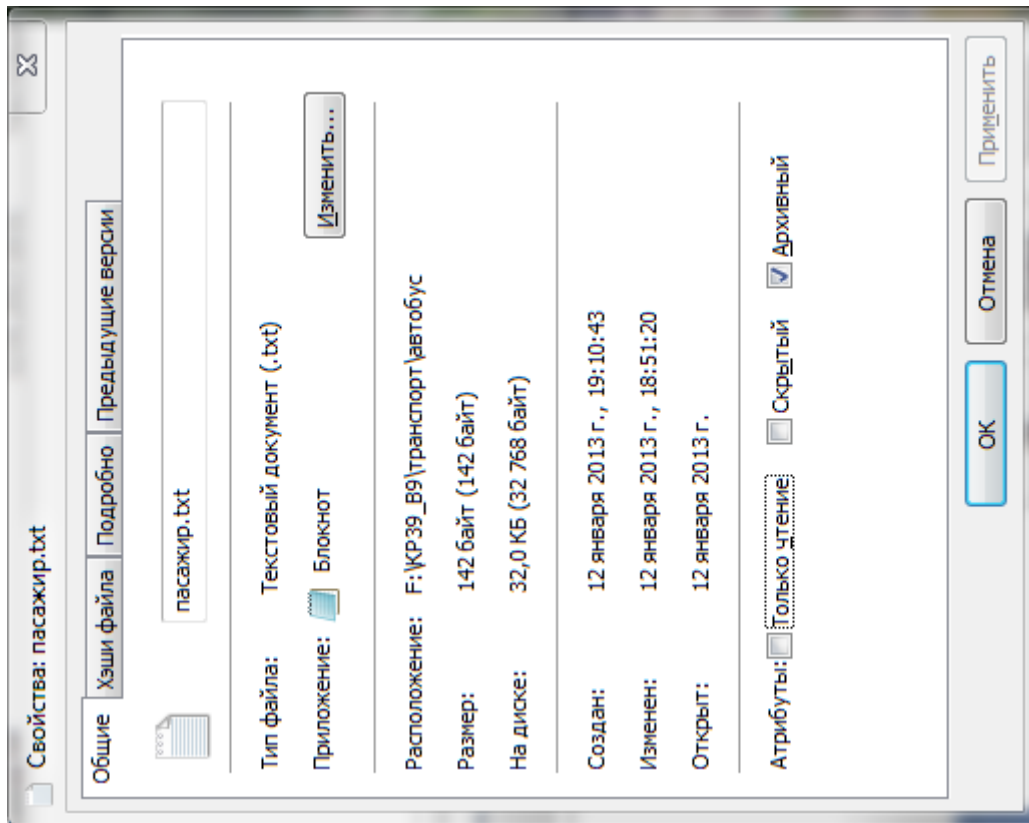 Свойства: пасажир.txt
Общие Хэши файла Подробно Предыдущие версии
пасажир.txt
Тип файла: Текстовый документ (.txt)
Приложение: Блокнот Изменить...
Расположение: F:\КР39_В9\транспорт\автобус
Размер: 142 байт (142 байт)
На диске: 32,0 КБ (32 768 байт)
Создан: 12 января 2013 г., 19:10:43
Изменен: 12 января 2013 г., 18:51:20
Открыт: 12 января 2013 г.
Атрибуты: Только чтение Скрытый Архивный
ОК Отмена Применить